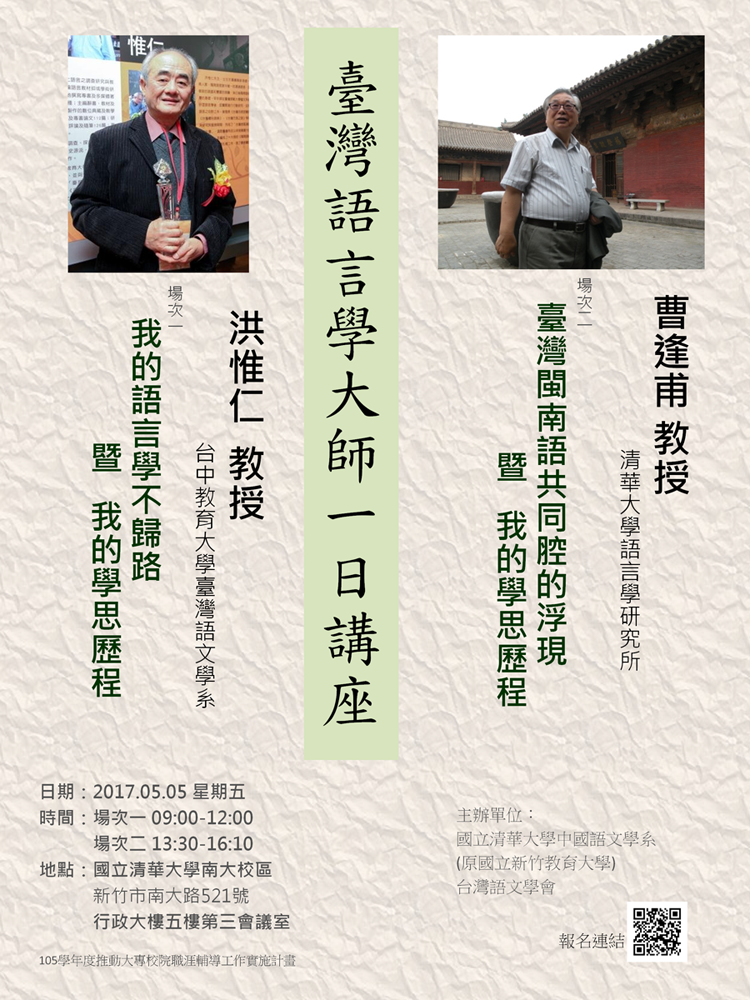 臺灣語言學大師一日講座
惟仁
場次一
洪惟仁 教授
台中教育大學臺灣語文學系
我的語言學不歸路
暨 我的學思歷程
場次二
曹逢甫 教授
清華大學語言學研究所
臺灣閩南語共同腔的浮現
暨 我的學思歷程
日期：2017.05.05 星期五
時間：場次一 09:00-12:00
場次二 13:30-16:10
地點：國立清華大學南大校區
新竹市南大路521號
行政大樓五樓第三會議室
105學年度推動大專校院職涯輔導工作實施計畫
主辦單位：
國立清華大學中國語文學系
(原國立新竹教育大學)
台灣語文學會
報名連結